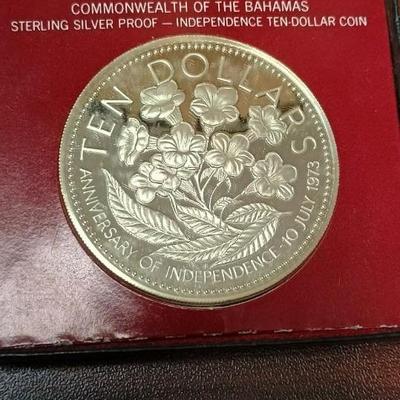 COMMONWEALTH OF THE BAHAMAS
STERLING SILVER PROOF — INDEPENDENCE TEN-DOLLAR COIN
TEN DOLLARS
ANNIVERSARY OF INDEPENDENCE · 10 JULY 1973